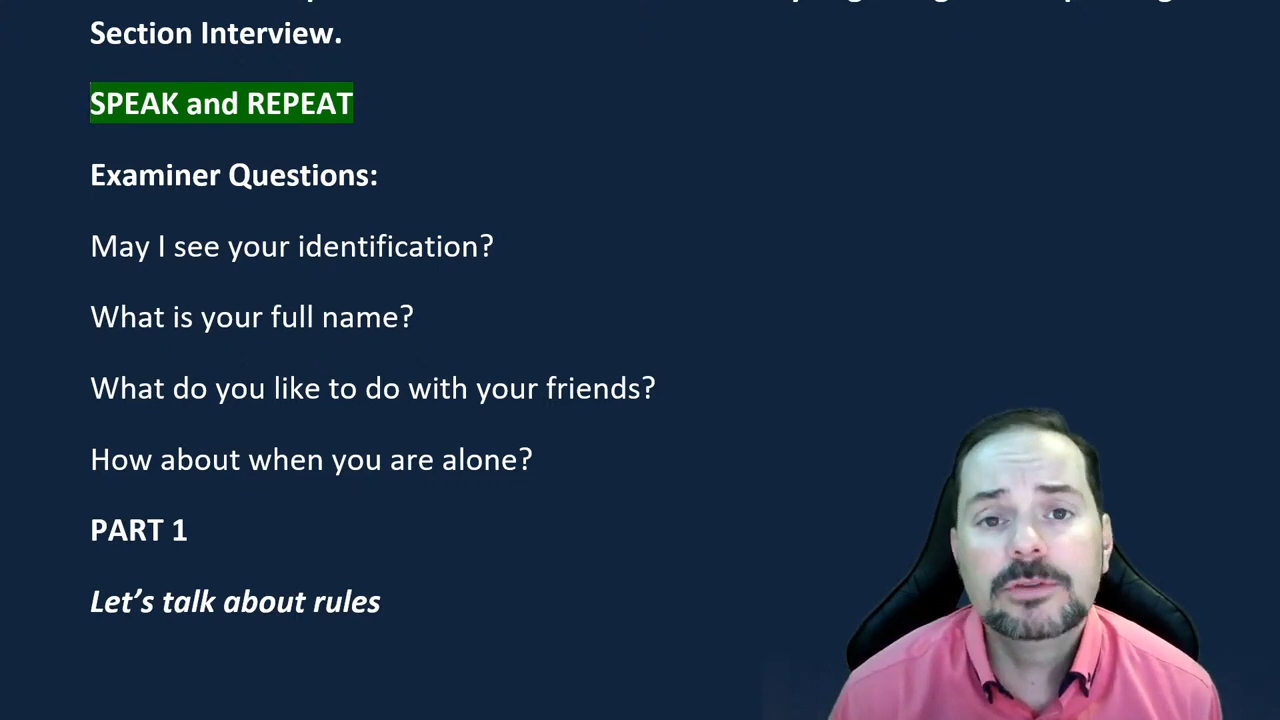 Section Interview.
SPEAK and REPEAT
Examiner Questions:
May I see your identification?
What is your full name?
What do you like to do with your friends?
How about when you are alone?
PART 1
Let’s talk about rules